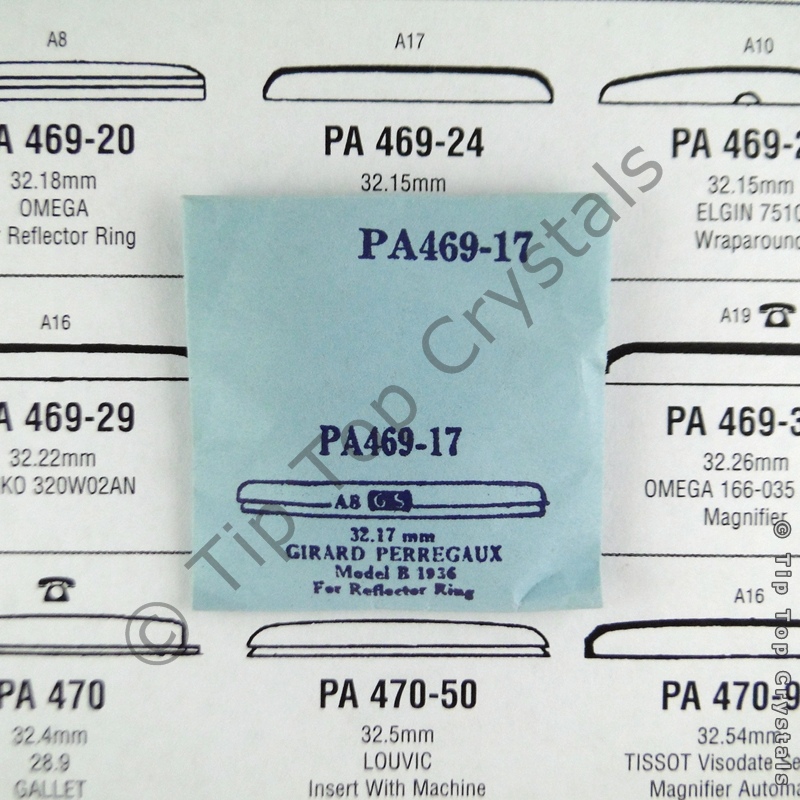 A8
A17
A10
A 469-20
PA 469-24
PA 469-2
32.18mm
32.15mm
32.15mm
OMEGA
ELGIN 7510
Reflector Ring
Wraparound
PA469-17
A16
A19
PA469-17
A8 GS
32.17 mm
GIRARD PERREGAUX
Model B 1936
For Reflector Ring
A 469-29
PA 469-3
32.22mm
32.26mm
KO 320W02AN
OMEGA 166-035
Magnifier
A16
PA 470
PA 470-50
PA 470-9
32.4mm
32.5mm
32.54mm
28.9
LOUVIC
TISSOT Visodate Se
GALLET
Insert With Machine
Magnifier Automa
© Tip Top Crystals
© Tip Top Crystals